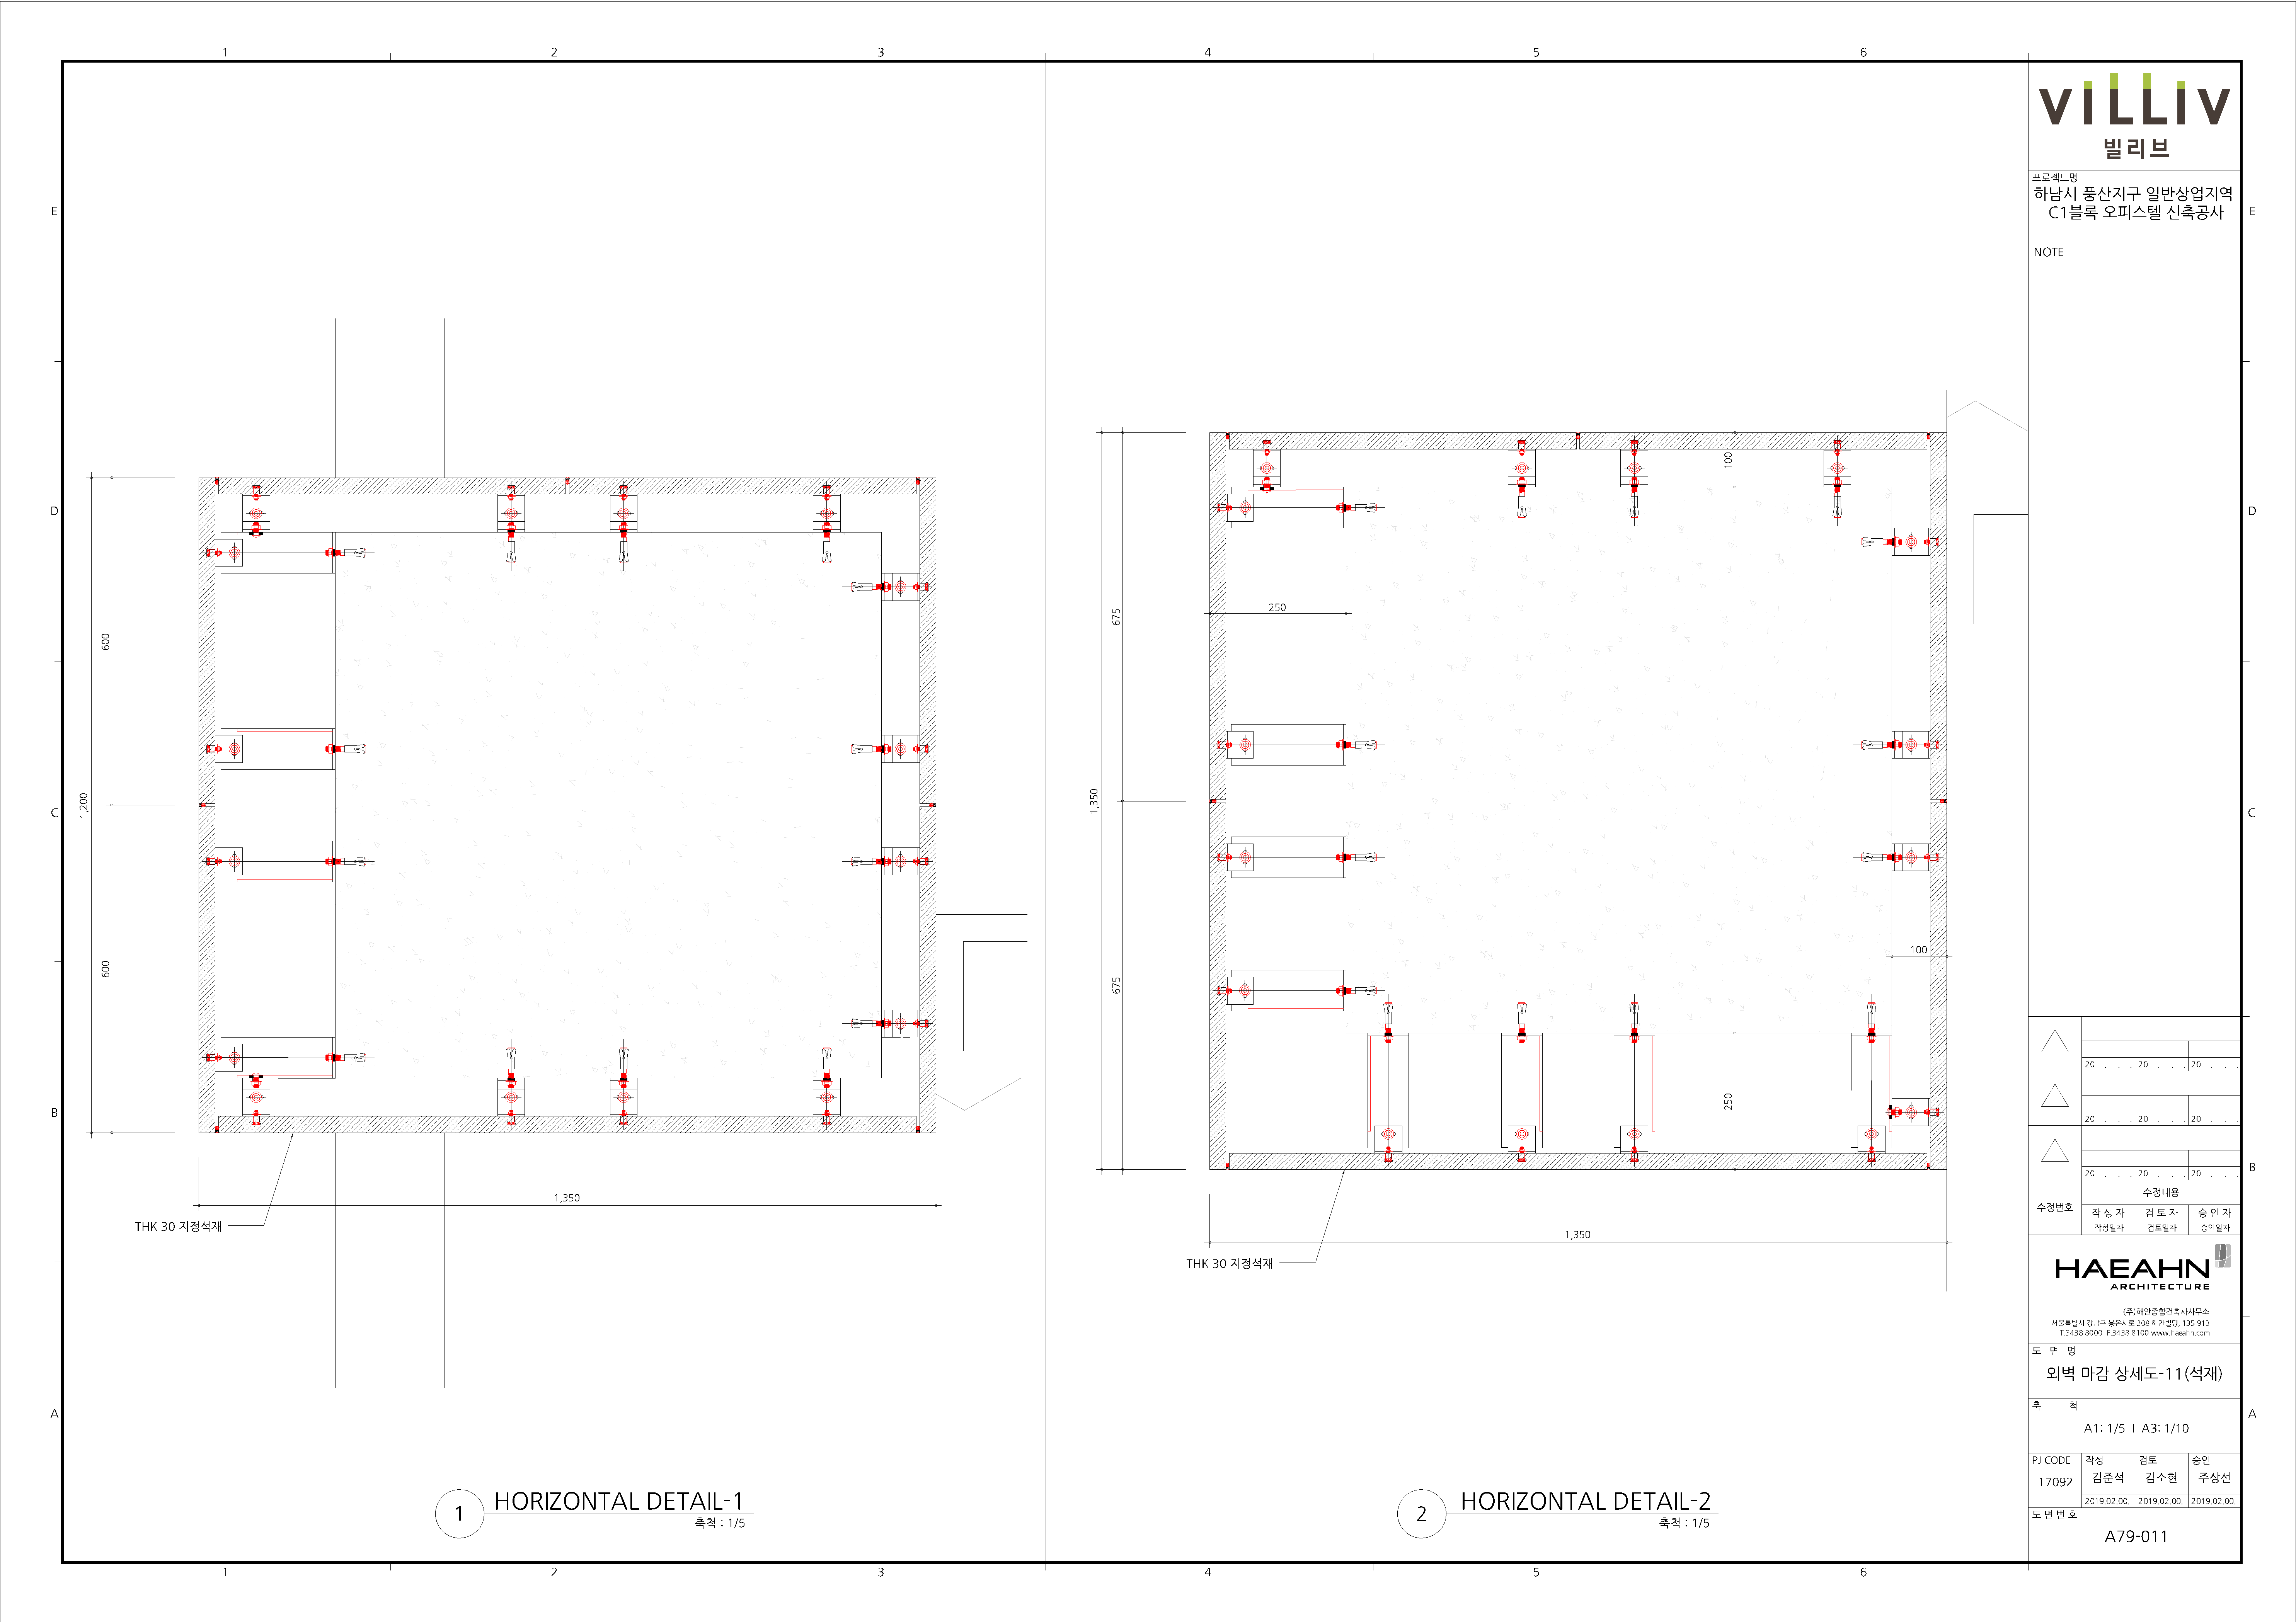 1 2 3 4 5 6
VILLIV
빌리브
프로젝트명
하남시 풍산지구 일반상업지역
C1블록 오피스텔 신축공사
NOTE
E
E
D
D
C
C
B
B
A
A
600
1,200
600
1,350
THK 30 지정석재
1
HORIZONTAL DETAIL-1
축척 : 1/5
100
675
250
1,350
100
675
250
1,350
THK 30 지정석재
2
HORIZONTAL DETAIL-2
축척 : 1/5
20 . . . 20 . . . 20 . . .
20 . . . 20 . . . 20 . . .
20 . . . 20 . . . 20 . . .
수정번호
수정내용
작 성 자 검 토 자 승 인 자
작성일자 검토일자 승인일자
HAEAHN
ARCHITECTURE
(주)해안종합건축사사무소
서울특별시 강남구 봉은사로 208 해안빌딩, 135-913
T.3438 8000 F.3438 8100 www.haeahn.com
도 면 명
외벽 마감 상세도-11(석재)
축 척
A1: 1/5 I A3: 1/10
PJ CODE 작성 검토 승인
17092 김준석 김소현 주상선
2019.02.00. 2019.02.00. 2019.02.00.
도 면 번 호
A79-011
1 2 3 4 5 6